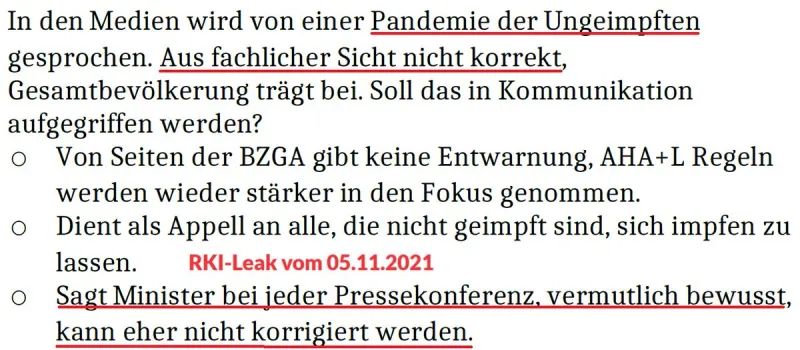 In den Medien wird von einer Pandemie der Ungeimpften
gesprochen. Aus fachlicher Sicht nicht korrekt,
Gesamtbevölkerung trägt bei. Soll das in Kommunikation
aufgegriffen werden?
○ Von Seiten der BZGA gibt keine Entwarnung, AHA+L Regeln
werden wieder stärker in den Fokus genommen.
○ Dient als Appell an alle, die nicht geimpft sind, sich impfen zu
lassen. RKI-Leak vom 05.11.2021
○ Sagt Minister bei jeder Pressekonferenz, vermutlich bewusst,
kann eher nicht korrigiert werden.